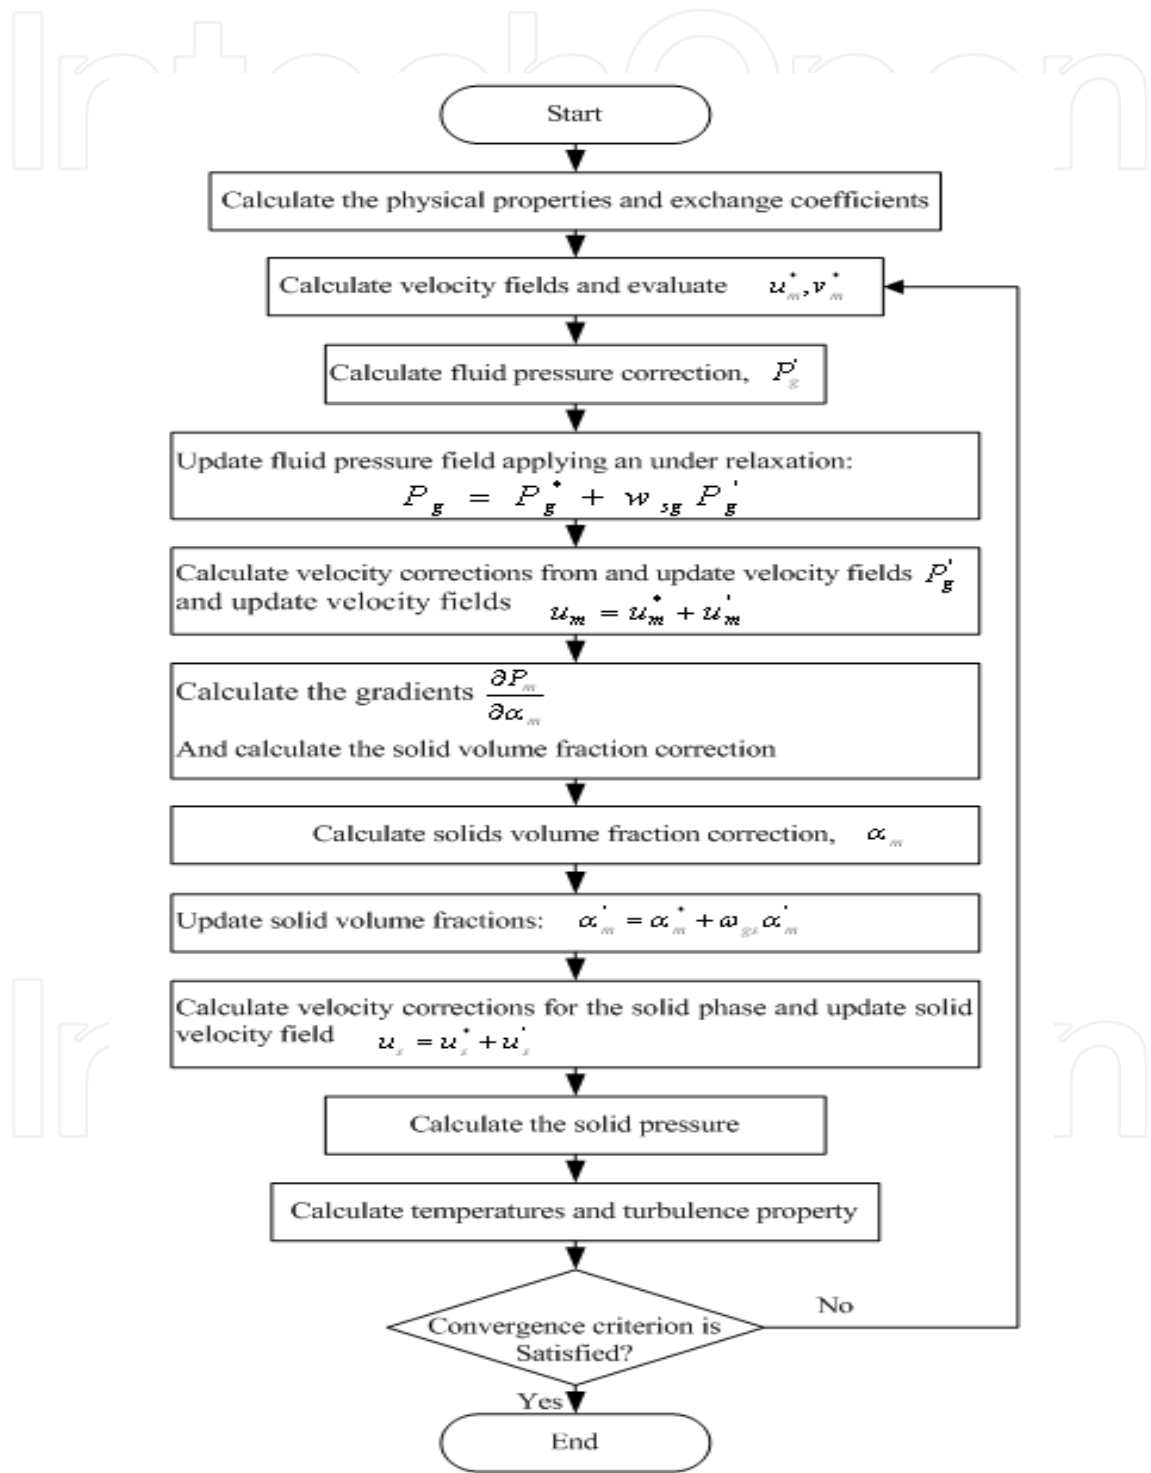 IntechOpen
Start
Calculate the physical properties and exchange coefficients
Calculate velocity fields and evaluate u*ₘ, v*ₘ
Calculate fluid pressure correction, P'g
Update fluid pressure field applying an under relaxation:
Pg = Pg* + wsg Pg'
Calculate velocity corrections from and update velocity fields P'g
and update velocity fields uₘ = u*ₘ + u'ₘ
Calculate the gradients ∂Pₘ/∂αₘ
And calculate the solid volume fraction correction
Calculate solids volume fraction correction, αₘ
Update solid volume fractions: α'ₘ = α*ₘ + ωgs α'ₘ
Calculate velocity corrections for the solid phase and update solid
velocity field uₛ = u*ₛ + u'ₛ
Calculate the solid pressure
Calculate temperatures and turbulence property
Convergence criterion is
Satisfied?
No
Yes
End